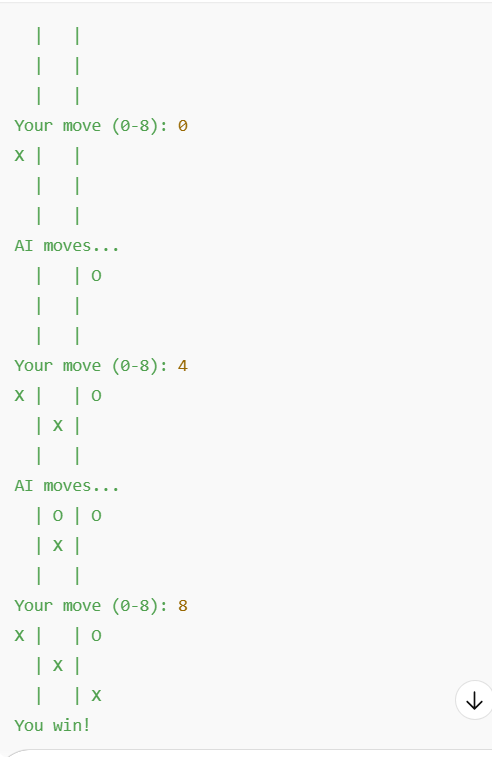 |   |
  |   |
  |   |
Your move (0-8): 0
X |   |
  |   |
  |   |
AI moves...
  |   | O
  |   |
  |   |
Your move (0-8): 4
X |   | O
  | X |
  |   |
AI moves...
  | O | O
  | X |
  |   |
Your move (0-8): 8
X |   | O
  | X |
  |   | X
You win!